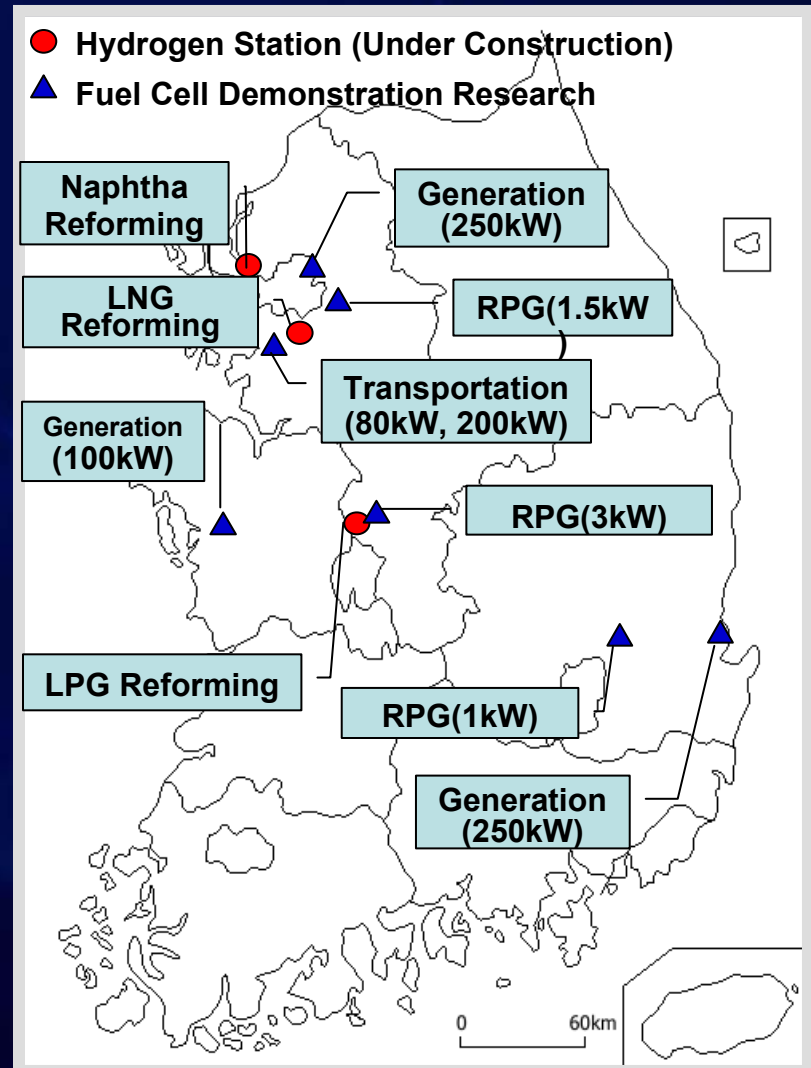 Hydrogen Station (Under Construction)
Fuel Cell Demonstration Research
Naphtha
Reforming
Generation
(250kW)
LNG
Reforming
RPG(1.5kW
)
Transportation
(80kW, 200kW)
Generation
(100kW)
RPG(3kW)
LPG Reforming
RPG(1kW)
Generation
(250kW)
0 60km